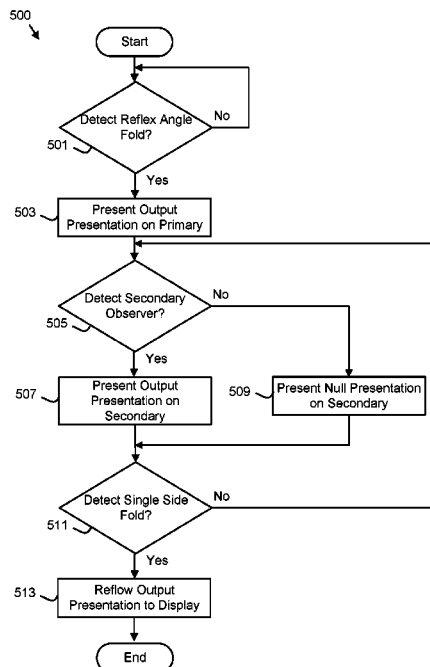 500
Start
Detect Reflex Angle
Fold?
No
501
Yes
503
Present Output
Presentation on Primary
Detect Secondary
Observer?
No
505
Yes
507
Present Output
Presentation on
Secondary
509
Present Null Presentation
on Secondary
Detect Single Side
Fold?
No
511
Yes
513
Reflow Output
Presentation to Display
End